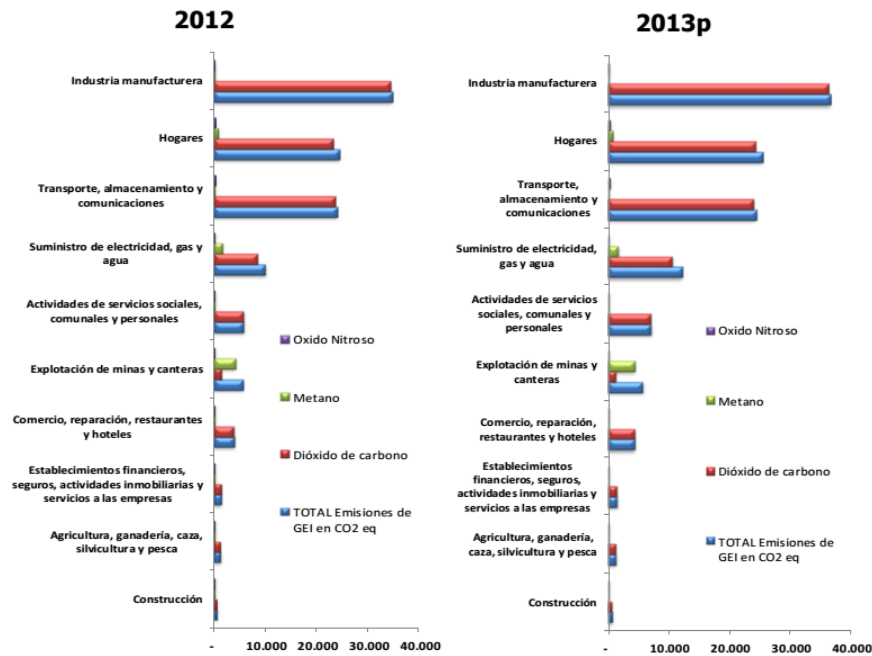 2012
Industria manufacturera
Hogares
Transporte, almacenamiento y
comunicaciones
Suministro de electricidad, gas y
agua
Actividades de servicios sociales,
comunales y personales
Explotación de minas y canteras
Comercio, reparación, restaurantes
y hoteles
Establecimientos financieros,
seguros, actividades inmobiliarias y
servicios a las empresas
Agricultura, ganadería, caza,
silvicultura y pesca
Construcción
Oxido Nitroso
Metano
Dióxido de carbono
TOTAL Emisiones de
GEI en CO2 eq
- 10.000 20.000 30.000 40.000
2013p
Industria manufacturera
Hogares
Transporte,
almacenamiento y
comunicaciones
Suministro de electricidad,
gas y agua
Actividades de servicios
sociales, comunales y
personales
Explotación de minas y
canteras
Comercio, reparación,
restaurantes y hoteles
Establecimientos
financieros, seguros,
actividades inmobiliarias y
servicios a las empresas
Agricultura, ganadería,
caza, silvicultura y pesca
Construcción
Oxido Nitroso
Metano
Dióxido de carbono
TOTAL Emisiones de
GEI en CO2 eq
- 10.000 20.000 30.000 40.000